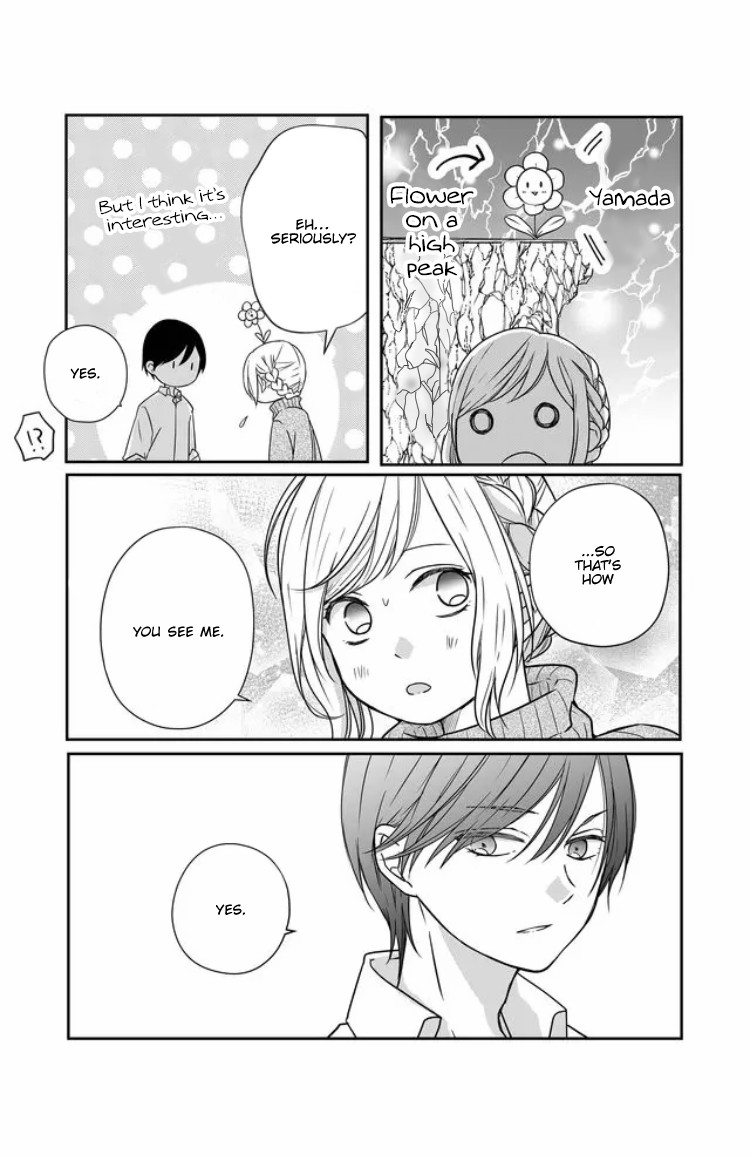 Flower
on a
high
peak
Yamada
EH...
SERIOUSLY?
But I think it's
interesting...
YES.
!?
...SO
THAT'S
HOW
YOU SEE ME.
YES.